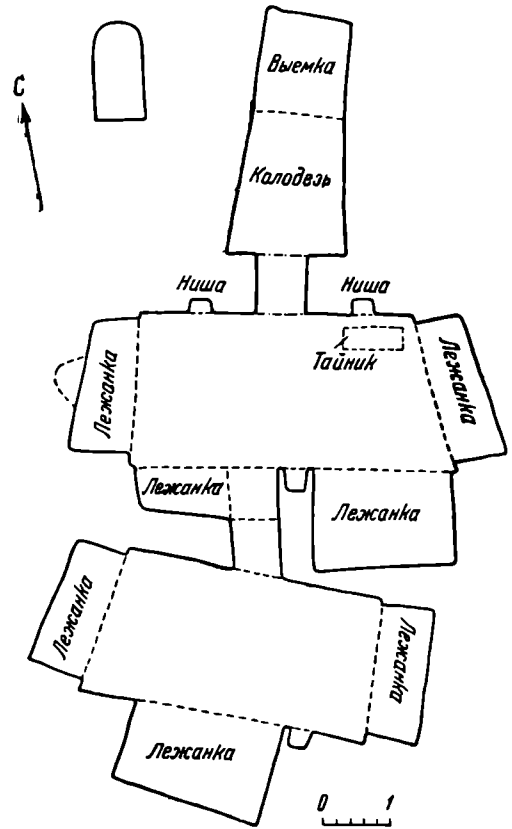 С
Выемка
Колодезь
Ниша
Ниша
Тайник
Лежанка
Лежанка
Лежанка
Лежанка
Лежанка
Лежанка
Лежанка
0 1